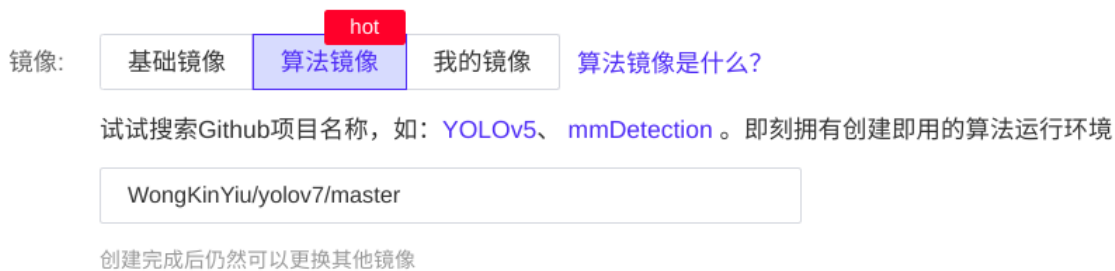 hot
镜像: 基础镜像 算法镜像 我的镜像 算法镜像是什么?
试试搜索Github项目名称，如：YOLOv5、 mmDetection 。即刻拥有创建即用的算法运行环境
WongKinYiu/yolov7/master
创建完成后仍然可以更换其他镜像